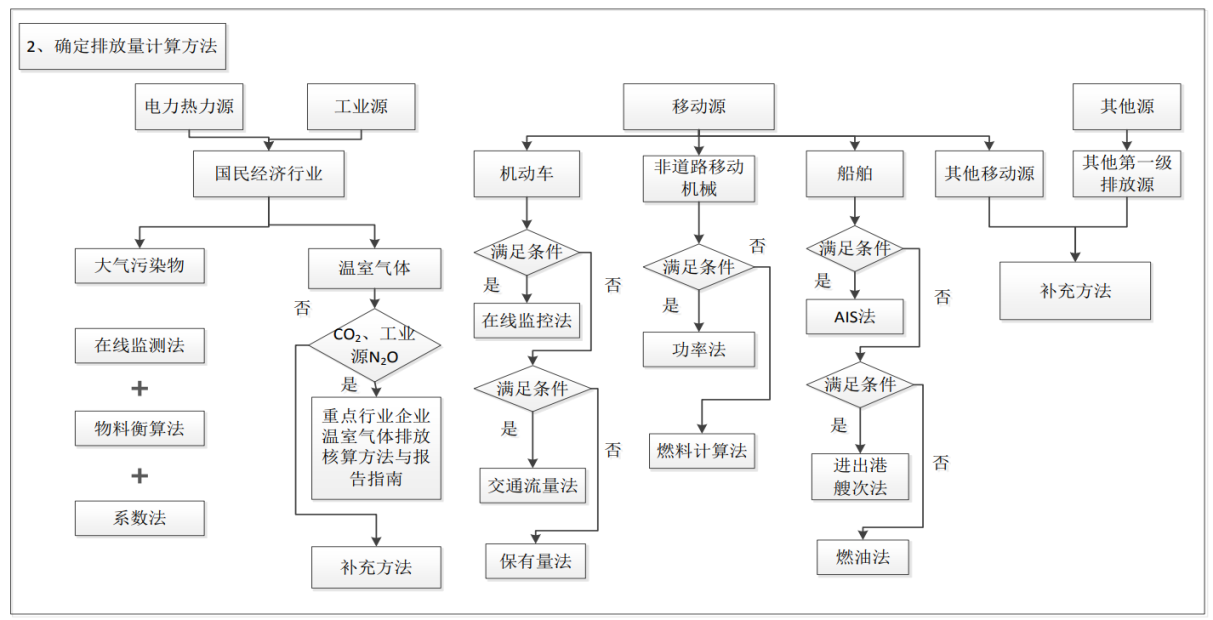 2、确定排放量计算方法
电力热力源
工业源
移动源
其他源
国民经济行业
机动车
非道路移动
机械
船舶
其他移动源
其他第一级
排放源
大气污染物
温室气体
满足条件
满足条件
满足条件
否
是
否
是
否
是
否
补充方法
在线监控法
AIS法
在线监测法
CO₂、工业
源N₂O
功率法
是
满足条件
满足条件
物料衡算法
重点行业企业
温室气体排放
核算方法与报
告指南
是
否
燃料计算法
是
否
交通流量法
进出港
艘次法
系数法
补充方法
保有量法
燃油法